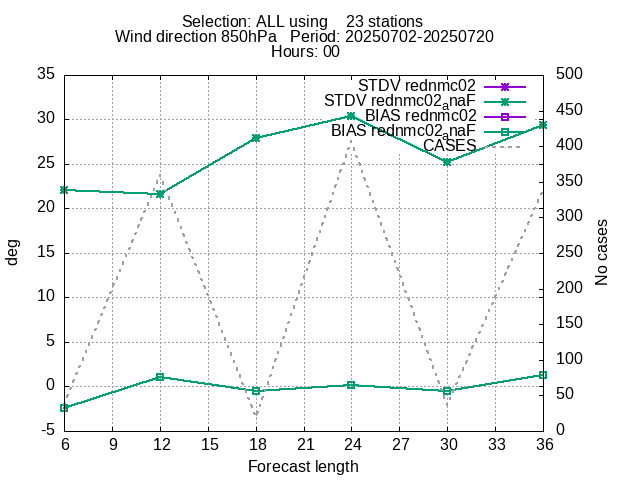 Selection: ALL using    23 stations
Wind direction 850hPa   Period: 20250702-20250720
Hours: 00
35 500
STDV rednmc02
STDV rednmc02anaF
BIAS rednmc02
BIAS rednmc02anaF
CASES
30 450
25 400
20 350
15 300
10 250
5 200
0 150
-5 100
50
0
deg
No cases
6 9 12 15 18 21 24 27 30 33 36
Forecast length